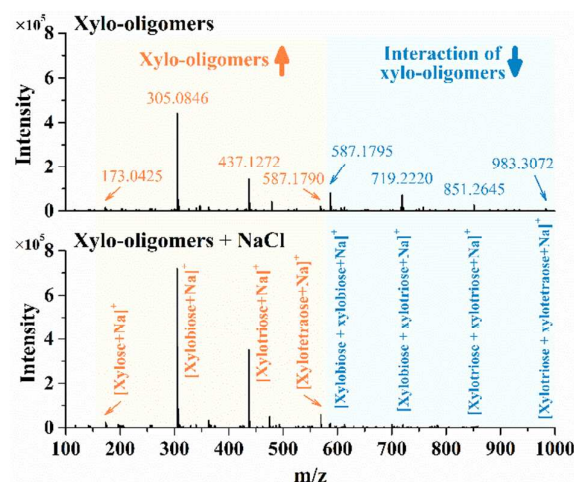 ×10⁵ Xylo-oligomers
8
6
4
2
0
Intensity
Xylo-oligomers
Interaction of
xylo-oligomers
305.0846
173.0425
437.1272
587.1790
587.1795
719.2220
851.2645
983.3072
×10⁵ Xylo-oligomers + NaCl
8
6
4
2
0
Intensity
[Xylose+Na]⁺
[Xylobiose+Na]⁺
[Xylotriose+Na]⁺
[Xylotetraose+Na]⁺
[Xylobiose + xylobiose+Na]⁺
[Xylobiose + xylotriose+Na]⁺
[Xylotriose + xylotriose+Na]⁺
[Xylotriose + xylotetraose+Na]⁺
100 200 300 400 500 600 700 800 900 1000
m/z